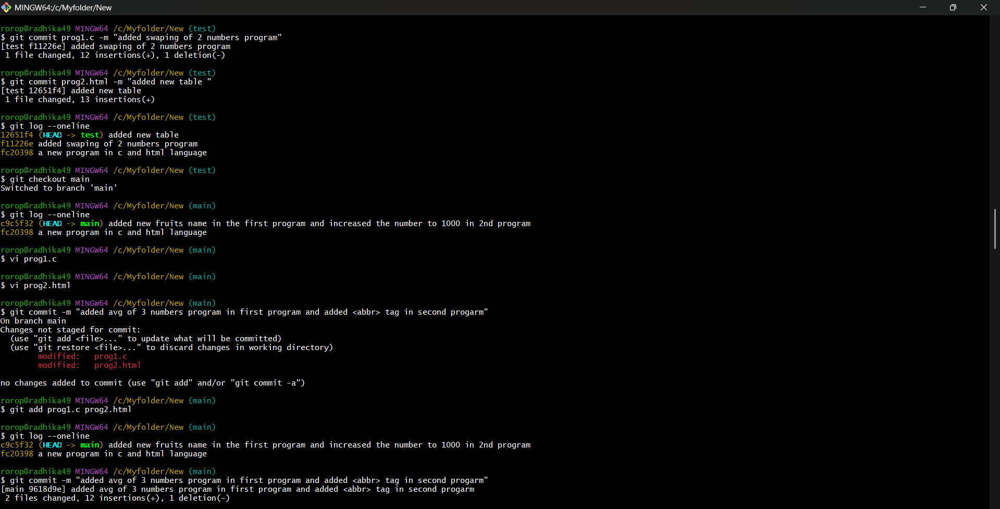 MINGW64:/c/Myfolder/New
rorop@radhika49 MINGW64 /c/Myfolder/New (test)
$ git commit prog1.c -m "added swaping of 2 numbers program"
[test f11226e] added swaping of 2 numbers program
 1 file changed, 12 insertions(+), 1 deletion(-)
rorop@radhika49 MINGW64 /c/Myfolder/New (test)
$ git commit prog2.html -m "added new table "
[test 12651f4] added new table
 1 file changed, 13 insertions(+)
rorop@radhika49 MINGW64 /c/Myfolder/New (test)
$ git log --oneline
12651f4 (HEAD -> test) added new table
f11226e added swaping of 2 numbers program
fc20398 a new program in c and html language
rorop@radhika49 MINGW64 /c/Myfolder/New (test)
$ git checkout main
Switched to branch 'main'
rorop@radhika49 MINGW64 /c/Myfolder/New (main)
$ git log --oneline
c9c5f32 (HEAD -> main) added new fruits name in the first program and increased the number to 1000 in 2nd program
fc20398 a new program in c and html language
rorop@radhika49 MINGW64 /c/Myfolder/New (main)
$ vi prog1.c
rorop@radhika49 MINGW64 /c/Myfolder/New (main)
$ vi prog2.html
rorop@radhika49 MINGW64 /c/Myfolder/New (main)
$ git commit -m "added avg of 3 numbers program in first program and added <abbr> tag in second progarm"
On branch main
Changes not staged for commit:
  (use "git add <file>..." to update what will be committed)
  (use "git restore <file>..." to discard changes in working directory)
        modified:   prog1.c
        modified:   prog2.html
no changes added to commit (use "git add" and/or "git commit -a")
rorop@radhika49 MINGW64 /c/Myfolder/New (main)
$ git add prog1.c prog2.html
rorop@radhika49 MINGW64 /c/Myfolder/New (main)
$ git log --oneline
c9c5f32 (HEAD -> main) added new fruits name in the first program and increased the number to 1000 in 2nd program
fc20398 a new program in c and html language
rorop@radhika49 MINGW64 /c/Myfolder/New (main)
$ git commit -m "added avg of 3 numbers program in first program and added <abbr> tag in second progarm"
[main 9618d9e] added avg of 3 numbers program in first program and added <abbr> tag in second progarm
 2 files changed, 12 insertions(+), 1 deletion(-)